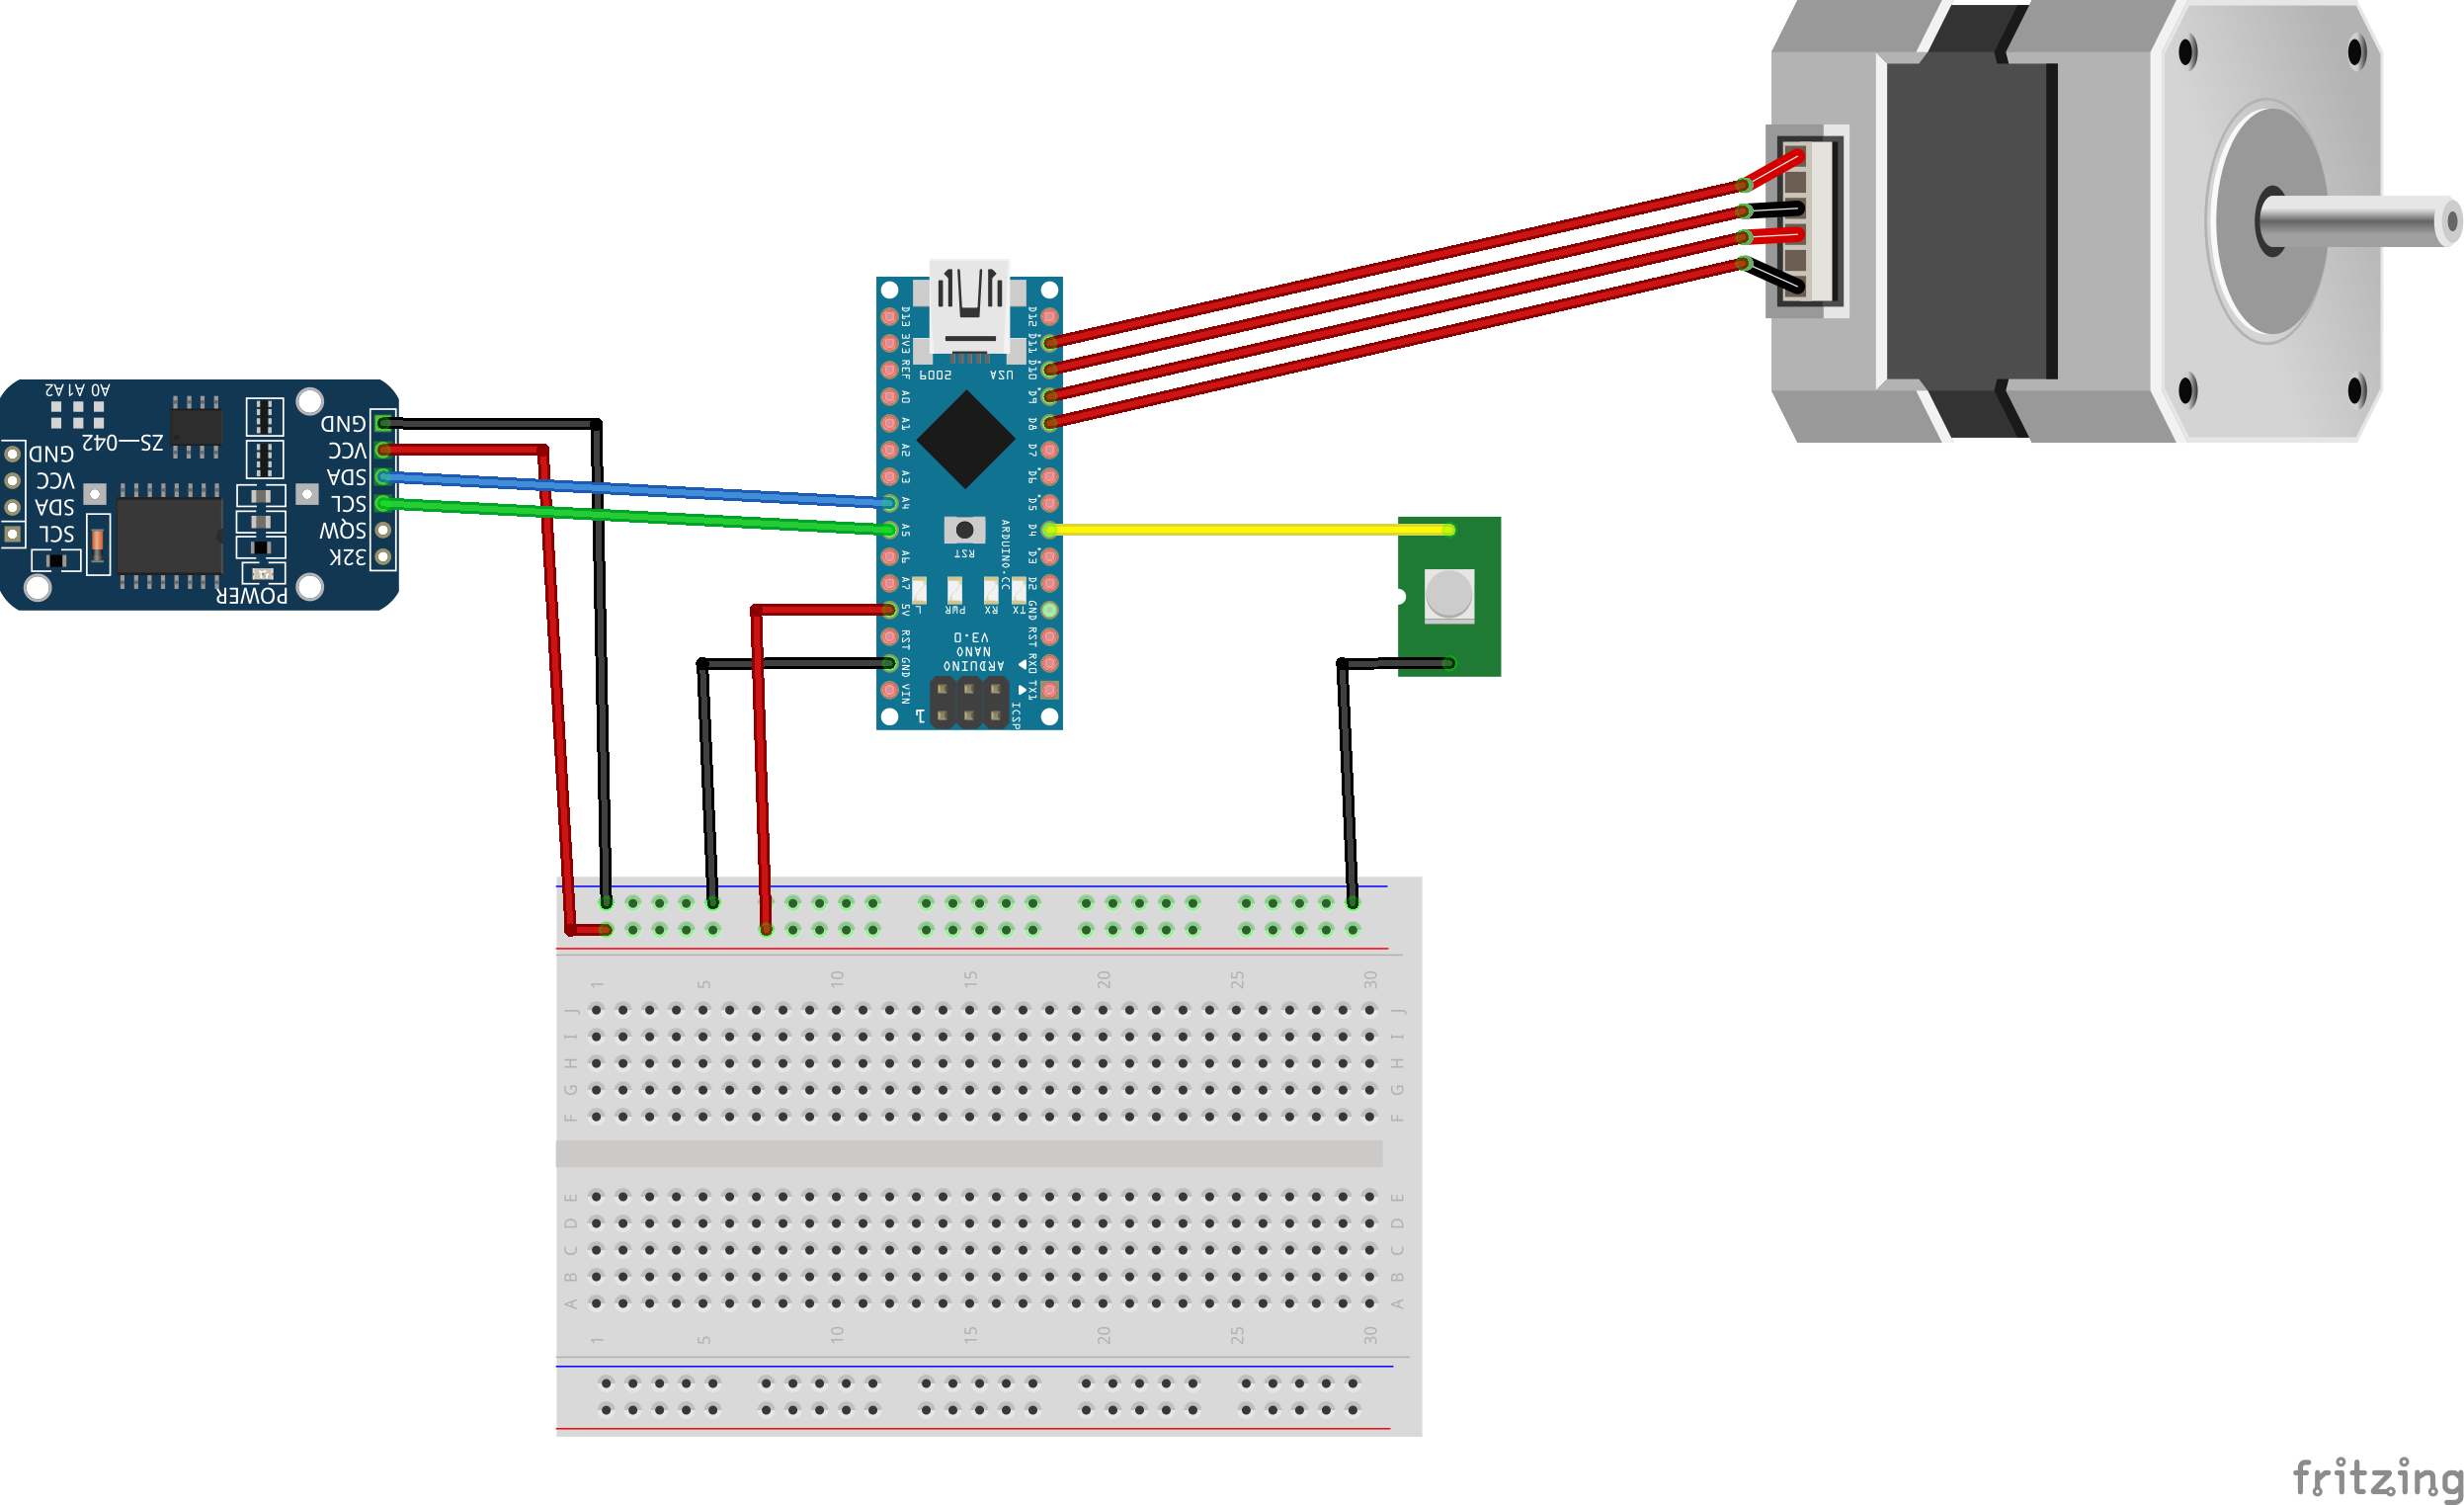 A0 A1 A2
ZS—042
GND
VCC
SDA
SCL
GND
VCC
SDA
SCL
SQW
32K
POWER
D13
3V3
REF
A0
A1
A2
A3
A4
A5
A6
A7
5V
RST
GND
VIN
D12
D11
D10
D9
D8
D7
D6
D5
D4
D3
D2
GND
RST
RX0
TX1
USA
2009
ARDUINO.CC
RST
TX RX PWR L
ARDUINO
NANO
V3.0
ICSP
1
1 5 10 15 20 25 30
J J
I I
H H
G G
F F
E E
D D
C C
B B
A A
1 5 10 15 20 25 30
fritzing